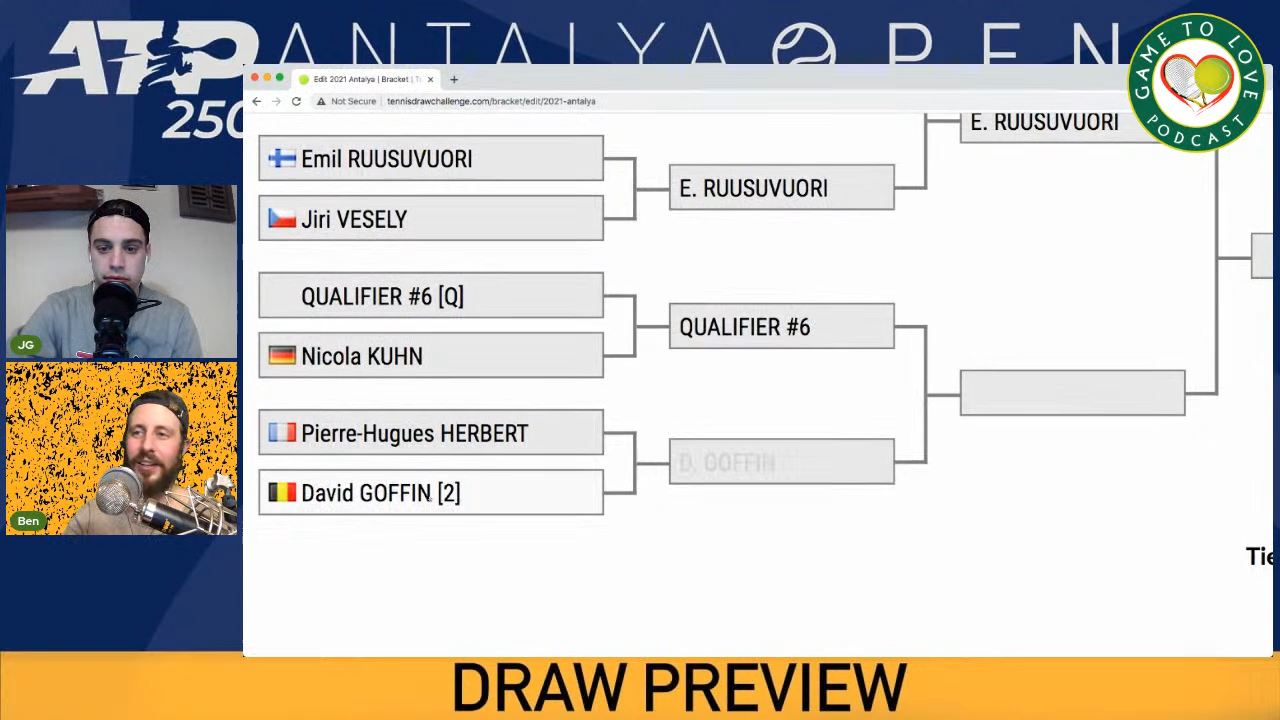 ATP ANTALYA OPEN
250
GAME TO LOVE
PODCAST
Edit 2021 Antalya | Bracket | T
Not Secure | tennisdrawchallenge.com/bracket/edit/2021-antalya
E. RUUSUVUORI
Emil RUUSUVUORI
E. RUUSUVUORI
Jiri VESELY
QUALIFIER #6 [Q]
QUALIFIER #6
Nicola KUHN
Pierre-Hugues HERBERT
D. GOFFIN
David GOFFIN [2]
JG
Ben
Tie
DRAW PREVIEW